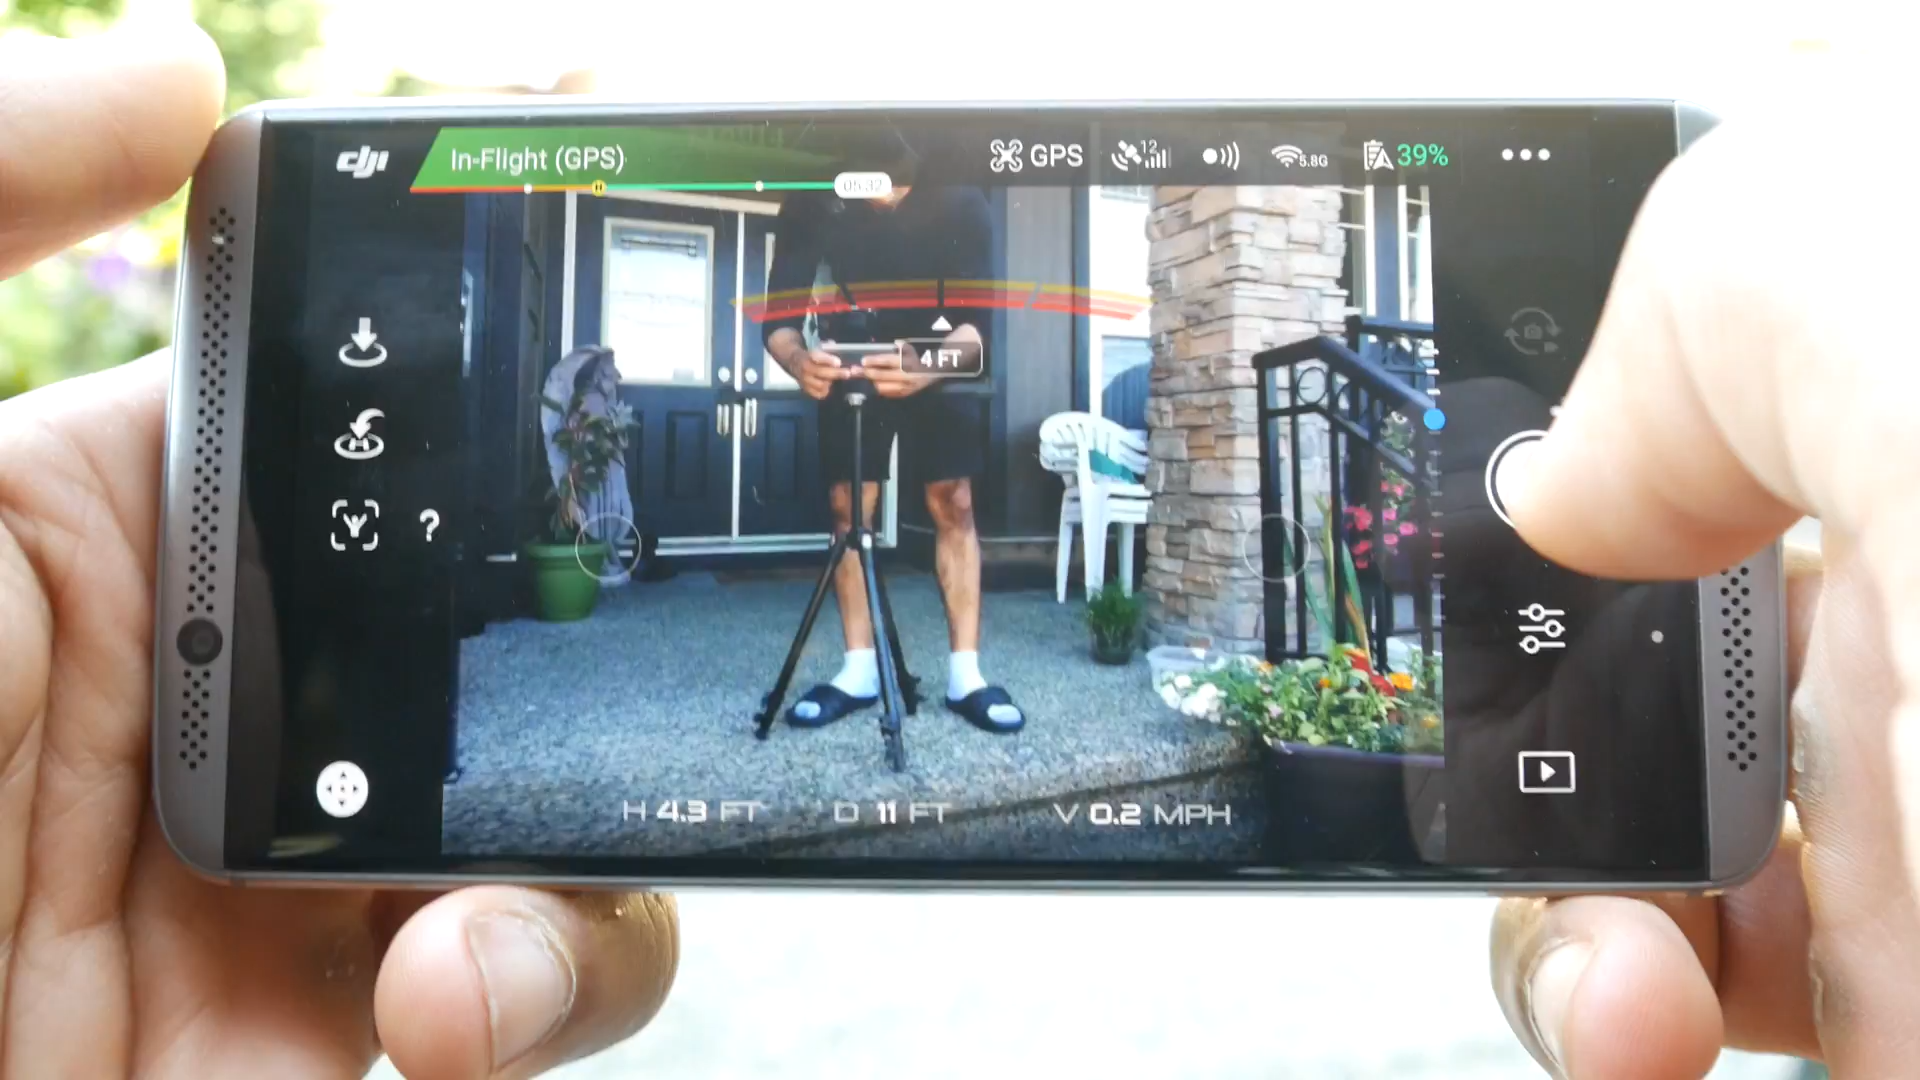 dji In-Flight (GPS) GPS 12 5.8G 39% •••
05:32
4 FT
?
H 4.3 FT D 11 FT V 0.2 MPH